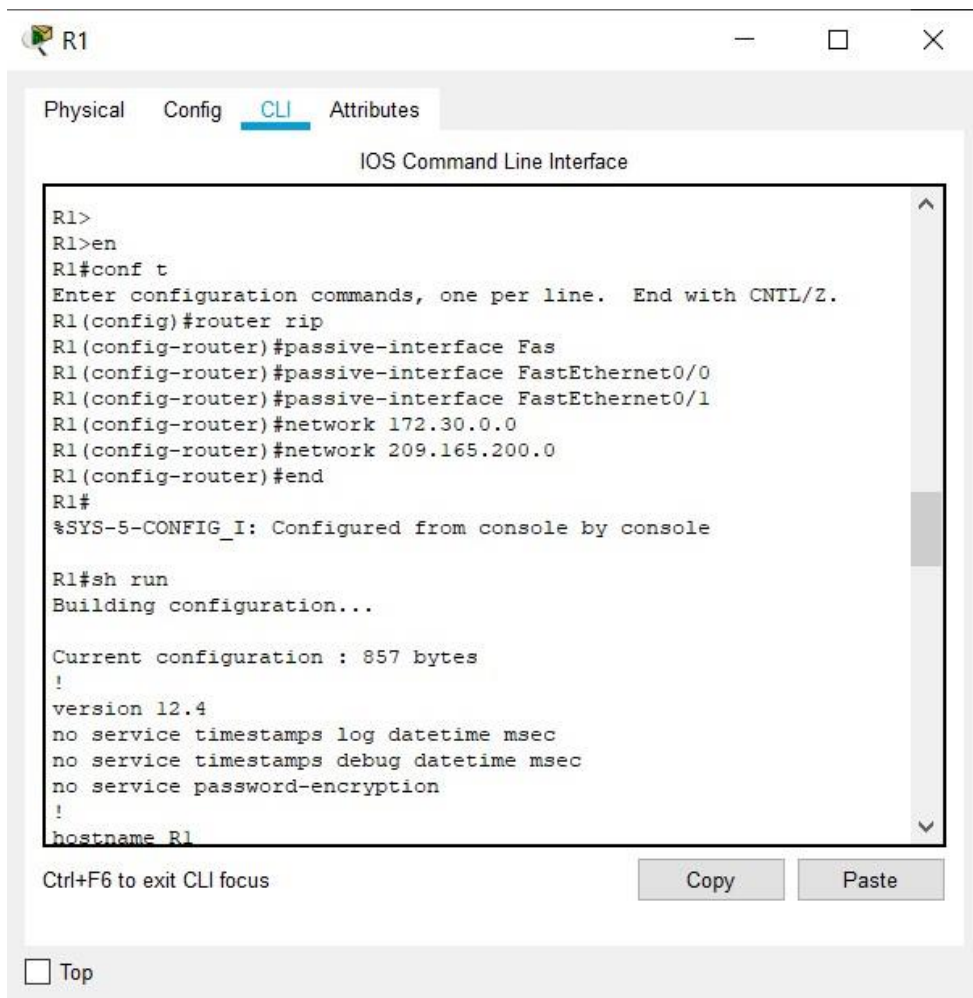 R1
Physical Config CLI Attributes
IOS Command Line Interface
R1>
R1>en
R1#conf t
Enter configuration commands, one per line.  End with CNTL/Z.
R1(config)#router rip
R1(config-router)#passive-interface Fas
R1(config-router)#passive-interface FastEthernet0/0
R1(config-router)#passive-interface FastEthernet0/1
R1(config-router)#network 172.30.0.0
R1(config-router)#network 209.165.200.0
R1(config-router)#end
R1#
%SYS-5-CONFIG_I: Configured from console by console
R1#sh run
Building configuration...
Current configuration : 857 bytes
!
version 12.4
no service timestamps log datetime msec
no service timestamps debug datetime msec
no service password-encryption
!
hostname R1
Ctrl+F6 to exit CLI focus
Copy Paste
Top